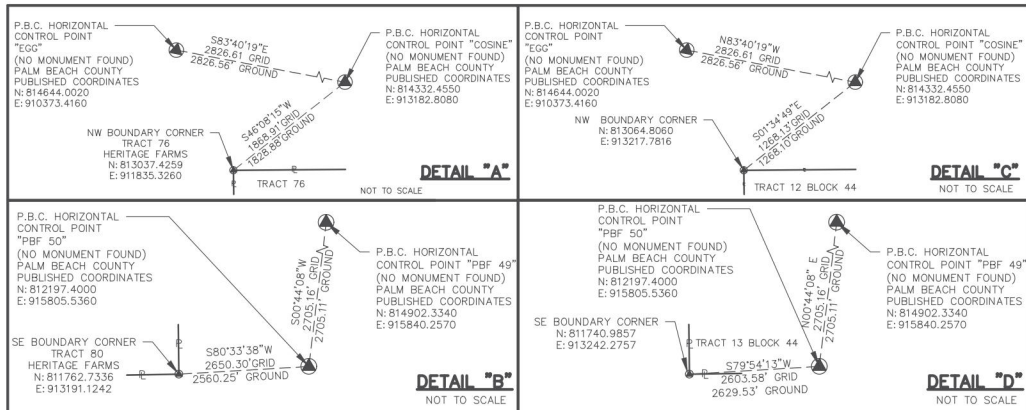 P.B.C. HORIZONTAL
CONTROL POINT
"EGG"
(NO MONUMENT FOUND)
PALM BEACH COUNTY
PUBLISHED COORDINATES
N: 814644.0020
E: 910373.4160
S83°40'19"E
2826.61 GRID
2826.56' GROUND
P.B.C. HORIZONTAL
CONTROL POINT "COSINE"
(NO MONUMENT FOUND)
PALM BEACH COUNTY
PUBLISHED COORDINATES
N: 814332.4550
E: 913182.8080
S46°08'15"W
1868.91' GRID
1828.88' GROUND
NW BOUNDARY CORNER
TRACT 76
HERITAGE FARMS
N: 813037.4259
E: 911835.3260
TRACT 76
DETAIL "A"
NOT TO SCALE
P.B.C. HORIZONTAL
CONTROL POINT
"EGG"
(NO MONUMENT FOUND)
PALM BEACH COUNTY
PUBLISHED COORDINATES
N: 814644.0020
E: 910373.4160
N83°40'19"W
2826.61 GRID
2826.56' GROUND
P.B.C. HORIZONTAL
CONTROL POINT "COSINE"
(NO MONUMENT FOUND)
PALM BEACH COUNTY
PUBLISHED COORDINATES
N: 814332.4550
E: 913182.8080
S01°34'49"E
1268.13' GRID
1268.10' GROUND
NW BOUNDARY CORNER
N: 813064.8060
E: 913217.7816
TRACT 12 BLOCK 44
DETAIL "C"
NOT TO SCALE
P.B.C. HORIZONTAL
CONTROL POINT
"PBF 50"
(NO MONUMENT FOUND)
PALM BEACH COUNTY
PUBLISHED COORDINATES
N: 812197.4000
E: 915805.5360
S00°44'08"W
2705.16' GRID
2705.11' GROUND
P.B.C. HORIZONTAL
CONTROL POINT "PBF 49"
(NO MONUMENT FOUND)
PALM BEACH COUNTY
PUBLISHED COORDINATES
N: 814902.3340
E: 915840.2570
SE BOUNDARY CORNER
TRACT 80
HERITAGE FARMS
N: 811762.7336
E: 913191.1242
S80°33'38"W
2650.30' GRID
2560.25' GROUND
DETAIL "B"
NOT TO SCALE
P.B.C. HORIZONTAL
CONTROL POINT
"PBF 50"
(NO MONUMENT FOUND)
PALM BEACH COUNTY
PUBLISHED COORDINATES
N: 812197.4000
E: 915805.5360
N00°44'08" E
2705.16' GRID
2705.11' GROUND
P.B.C. HORIZONTAL
CONTROL POINT "PBF 49"
(NO MONUMENT FOUND)
PALM BEACH COUNTY
PUBLISHED COORDINATES
N: 814902.3340
E: 915840.2570
SE BOUNDARY CORNER
N: 811740.9857
E: 913242.2757
TRACT 13 BLOCK 44
S79°54'13"W
2603.58' GRID
2629.53' GROUND
DETAIL "D"
NOT TO SCALE